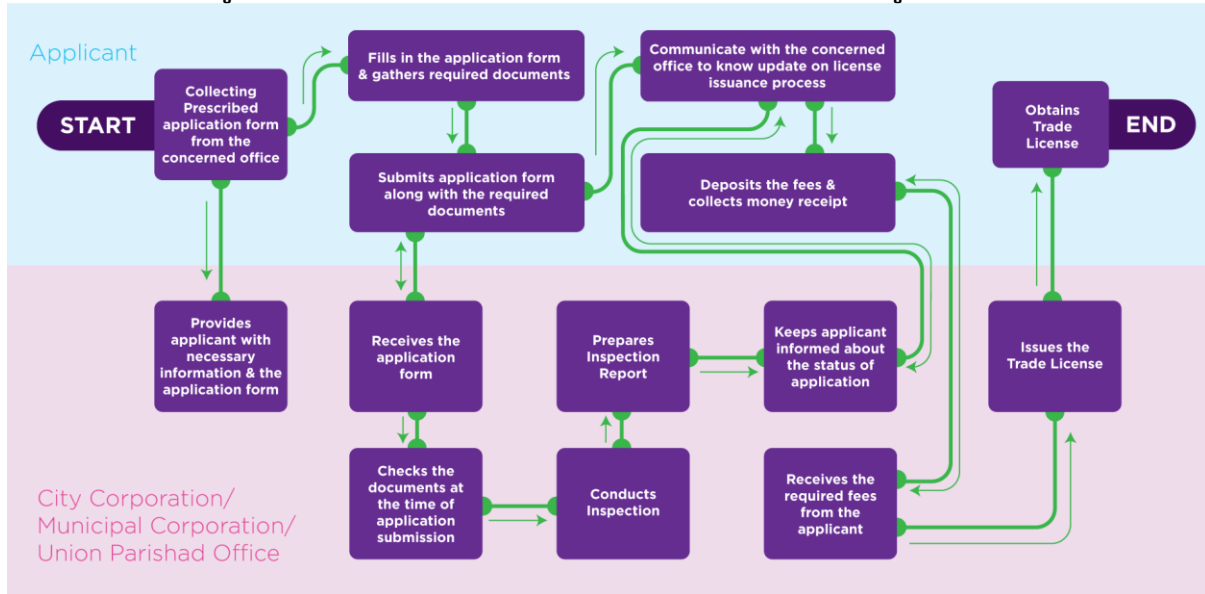 Applicant
START
Collecting
Prescribed
application form
from the
concerned office
Fills in the application form
& gathers required documents
Submits application form
along with the required
documents
Communicate with the concerned
office to know update on license
issuance process
Deposits the fees &
collects money receipt
Obtains
Trade
License
END
Provides
applicant with
necessary
information & the
application form
Receives the
application
form
Prepares
Inspection
Report
Keeps applicant
informed about
the status of
application
Issues the
Trade License
City Corporation/
Municipal Corporation/
Union Parishad Office
Checks the
documents at
the time of
application
submission
Conducts
Inspection
Receives the
required fees
from the
applicant